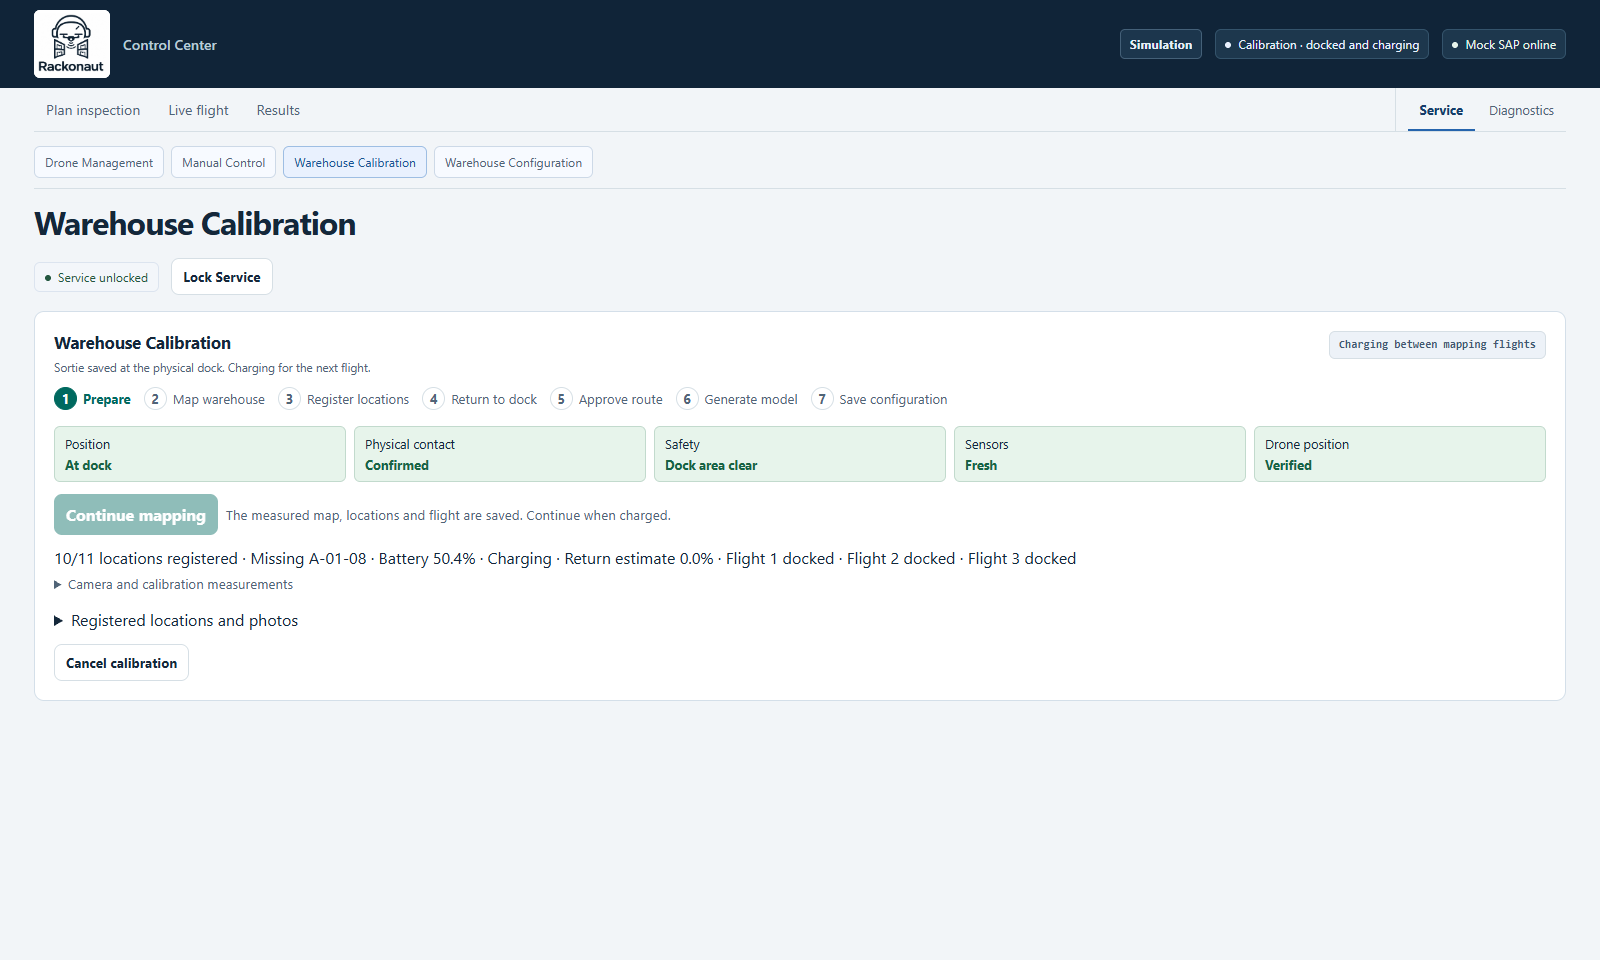 Rackonaut
Control Center
Simulation
Calibration · docked and charging
Mock SAP online
Plan inspection
Live flight
Results
Service
Diagnostics
Drone Management
Manual Control
Warehouse Calibration
Warehouse Configuration
Warehouse Calibration
Service unlocked
Lock Service
Warehouse Calibration
Charging between mapping flights
Sortie saved at the physical dock. Charging for the next flight.
1 Prepare 2 Map warehouse 3 Register locations 4 Return to dock 5 Approve route 6 Generate model 7 Save configuration
Position
At dock
Physical contact
Confirmed
Safety
Dock area clear
Sensors
Fresh
Drone position
Verified
Continue mapping
The measured map, locations and flight are saved. Continue when charged.
10/11 locations registered · Missing A-01-08 · Battery 50.4% · Charging · Return estimate 0.0% · Flight 1 docked · Flight 2 docked · Flight 3 docked
Camera and calibration measurements
Registered locations and photos
Cancel calibration